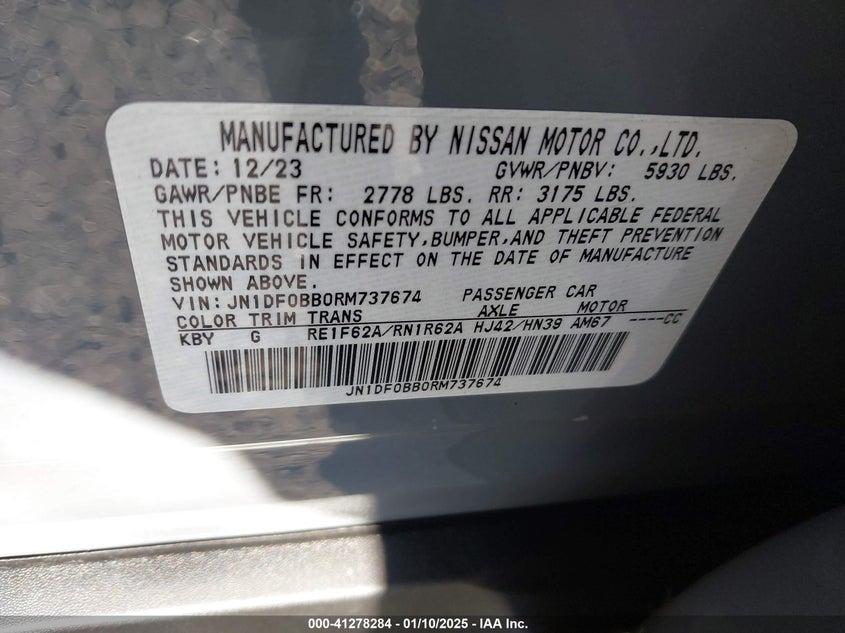 MANUFACTURED BY NISSAN MOTOR CO.,LTD.
DATE: 12/23 GVWR/PNBV: 5930 LBS.
GAWR/PNBE FR: 2778 LBS. RR: 3175 LBS.
THIS VEHICLE CONFORMS TO ALL APPLICABLE FEDERAL
MOTOR VEHICLE SAFETY,BUMPER,AND THEFT PREVENTION
STANDARDS IN EFFECT ON THE DATE OF MANUFACTURE
SHOWN ABOVE.
VIN: JN1DF0BB0RM737674 PASSENGER CAR
COLOR TRIM TRANS AXLE MOTOR
KBY G RE1F62A/RN1R62A HJ42/HN39 AM67 ----CC
JN1DF0BB0RM737674
000-41278284 - 01/10/2025 - IAA Inc.